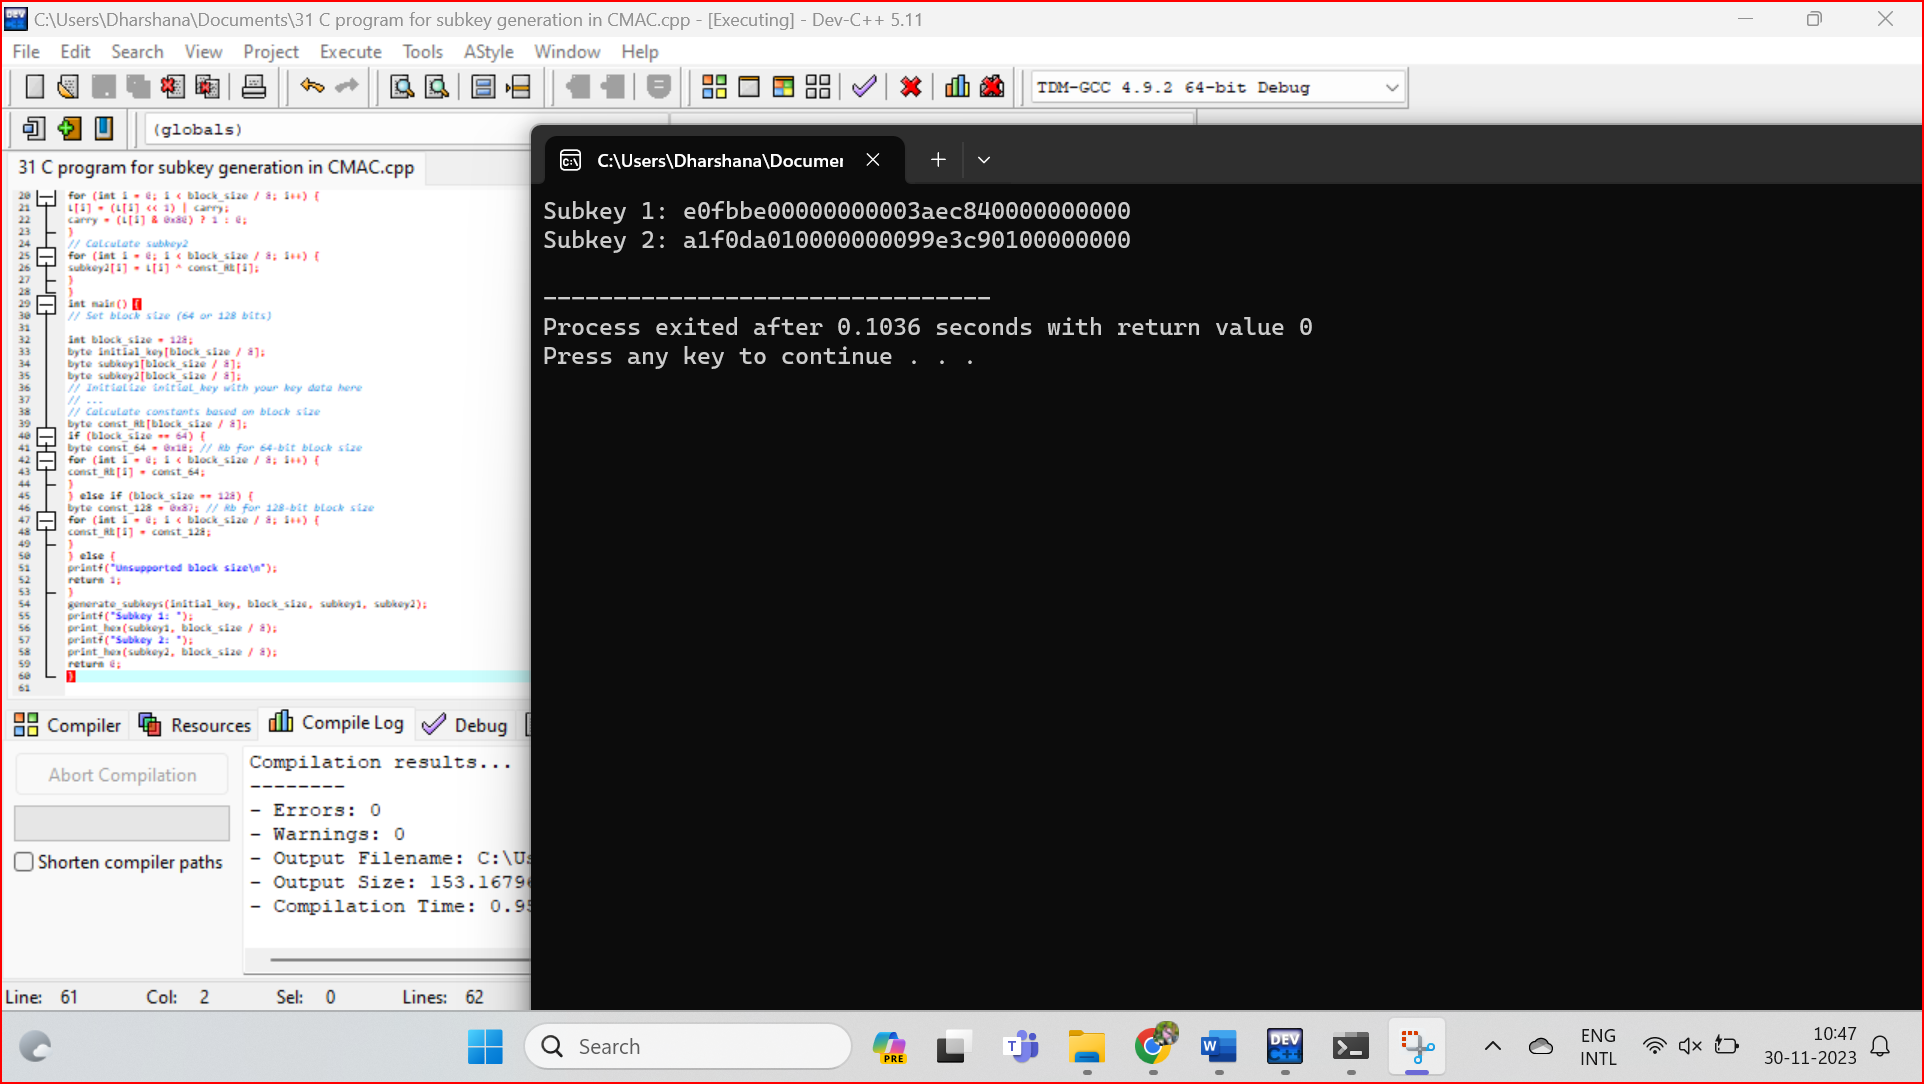 C:\Users\Dharshana\Documents\31 C program for subkey generation in CMAC.cpp - [Executing] - Dev-C++ 5.11
File Edit Search View Project Execute Tools AStyle Window Help
TDM-GCC 4.9.2 64-bit Debug
(globals)
31 C program for subkey generation in CMAC.cpp
20 for (int i = 0; i < block_size / 8; i++) {
21 L[i] = (L[i] << 1) | carry;
22 carry = (L[i] & 0x80) ? 1 : 0;
23 }
24 // Calculate subkey2
25 for (int i = 0; i < block_size / 8; i++) {
26 subkey2[i] = L[i] ^ const_Rb[i];
27 }
28 }
29 int main() {
30 // Set block size (64 or 128 bits)
31
32 int block_size = 128;
33 byte initial_key[block_size / 8];
34 byte subkey1[block_size / 8];
35 byte subkey2[block_size / 8];
36 // Initialize initial_key with your key data here
37 // ...
38 // Calculate constants based on block size
39 byte const_Rb[block_size / 8];
40 if (block_size == 64) {
41 byte const_64 = 0x1B; // Rb for 64-bit block size
42 for (int i = 0; i < block_size / 8; i++) {
43 const_Rb[i] = const_64;
44 }
45 } else if (block_size == 128) {
46 byte const_128 = 0x87; // Rb for 128-bit block size
47 for (int i = 0; i < block_size / 8; i++) {
48 const_Rb[i] = const_128;
49 }
50 } else {
51 printf("Unsupported block size\n");
52 return 1;
53 }
54 generate_subkeys(initial_key, block_size, subkey1, subkey2);
55 printf("Subkey 1: ");
56 print_hex(subkey1, block_size / 8);
57 printf("Subkey 2: ");
58 print_hex(subkey2, block_size / 8);
59 return 0;
60 }
61
C:\Users\Dharshana\Documen
Subkey 1: e0fbbe00000000003aec840000000000
Subkey 2: a1f0da010000000099e3c90100000000
--------------------------------
Process exited after 0.1036 seconds with return value 0
Press any key to continue . . .
Compiler Resources Compile Log Debug
Abort Compilation
Shorten compiler paths
Compilation results...
--------
- Errors: 0
- Warnings: 0
- Output Filename: C:\Us
- Output Size: 153.1679
- Compilation Time: 0.95
Line: 61 Col: 2 Sel: 0 Lines: 62
Search
PRE
T
W
DEV C++
ENG
INTL
10:47
30-11-2023